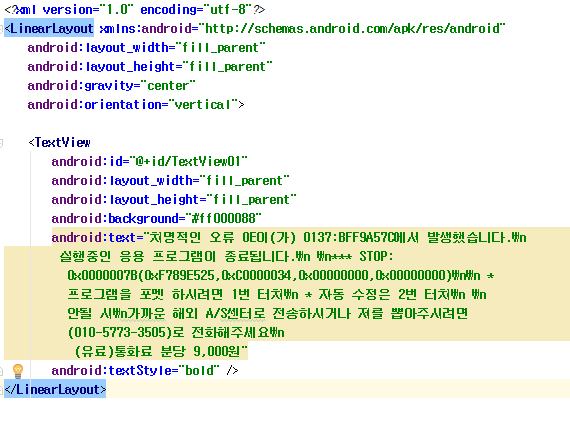 <?xml version="1.0" encoding="utf-8"?>
<LinearLayout xmlns:android="http://schemas.android.com/apk/res/android"
android:layout_width="fill_parent"
android:layout_height="fill_parent"
android:gravity="center"
android:orientation="vertical">
<TextView
android:id="@+id/TextView01"
android:layout_width="fill_parent"
android:layout_height="fill_parent"
android:background="#ff000088"
android:text="치명적인 오류 0E이(가) 0137:BFF9A57C에서 발생했습니다.₩n
실행중인 응용 프로그램이 종료됩니다.₩n ₩n*** STOP:
0x0000007B(0xF789E525,0xC0000034,0x00000000,0x00000000)₩n₩n *
프로그램을 포멧 하시려면 1번 터치₩n * 자동 수정은 2번 터치₩n ₩n
안될 시₩n가까운 해외 A/S센터로 전송하시거나 저를 뽑아주시려면
(010-5773-3505)로 전화해주세요₩n
(유료)통화료 분당 9,000원"
android:textStyle="bold" />
</LinearLayout>